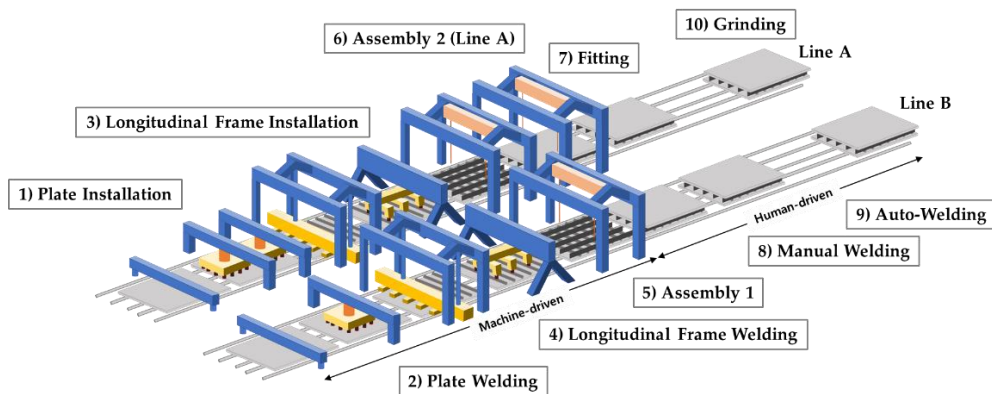 10) Grinding
6) Assembly 2 (Line A)
7) Fitting
Line A
Line B
3) Longitudinal Frame Installation
1) Plate Installation
Human-driven
9) Auto-Welding
8) Manual Welding
5) Assembly 1
Machine-driven
4) Longitudinal Frame Welding
2) Plate Welding